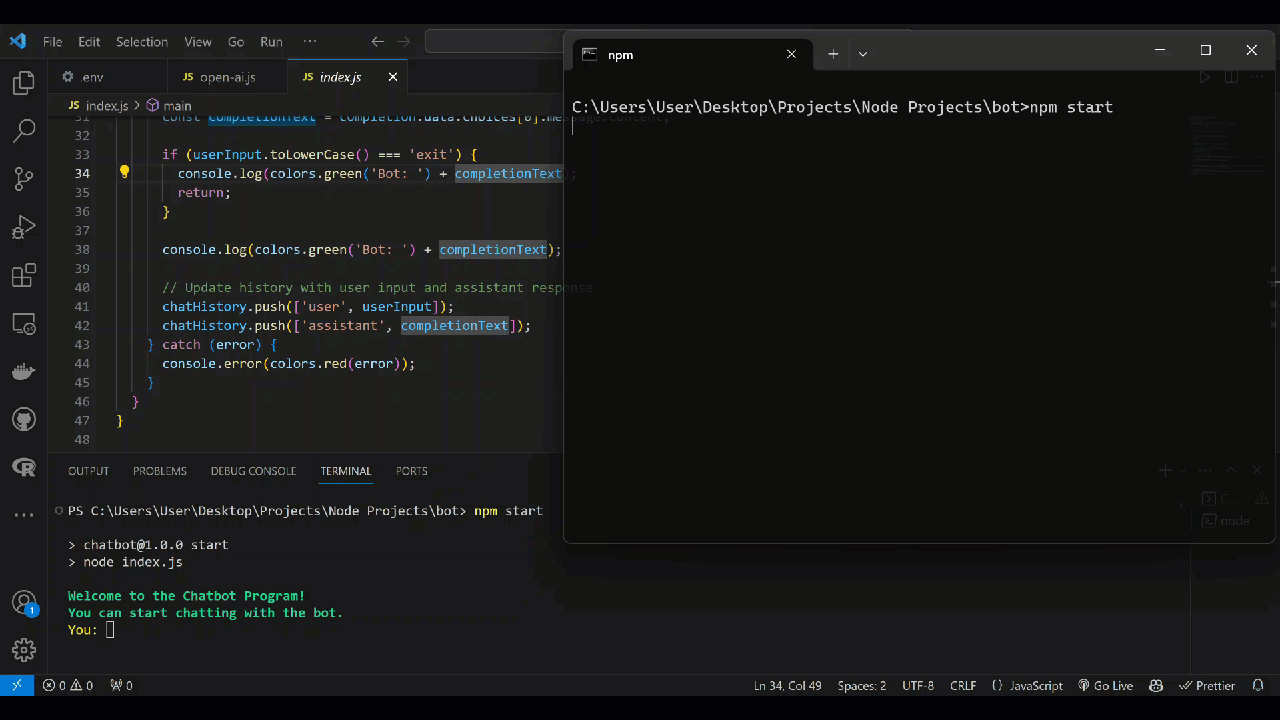 File Edit Selection View Go Run ···
env open-ai.js index.js
index.js main
31 const completionText = completion.data.choices[0].message.content;
32
33 if (userInput.toLowerCase() === 'exit') {
34 console.log(colors.green('Bot: ') + completionText);
35 return;
36 }
37
38 console.log(colors.green('Bot: ') + completionText);
39
40 // Update history with user input and assistant response
41 chatHistory.push(['user', userInput]);
42 chatHistory.push(['assistant', completionText]);
43 } catch (error) {
44 console.error(colors.red(error));
45 }
46 }
47 }
48
npm
C:\Users\User\Desktop\Projects\Node Projects\bot>npm start
OUTPUT PROBLEMS DEBUG CONSOLE TERMINAL PORTS
PS C:\Users\User\Desktop\Projects\Node Projects\bot> npm start
> chatbot@1.0.0 start
> node index.js
Welcome to the Chatbot Program!
You can start chatting with the bot.
You:
C...
node
1
0 0 0
Ln 34, Col 49 Spaces: 2 UTF-8 CRLF {} JavaScript Go Live Prettier